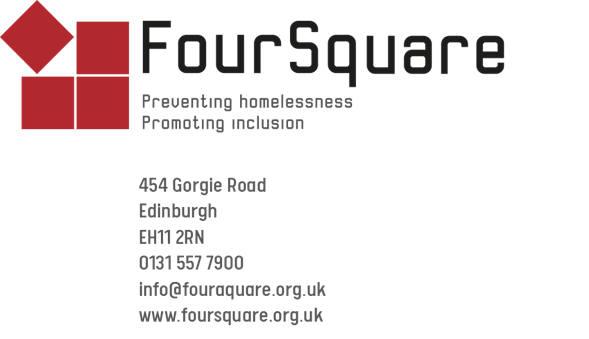 FourSquare
Preventing homelessness
Promoting inclusion
454 Gorgie Road
Edinburgh
EH11 2RN
0131 557 7900
info@fouraquare.org.uk
www.foursquare.org.uk